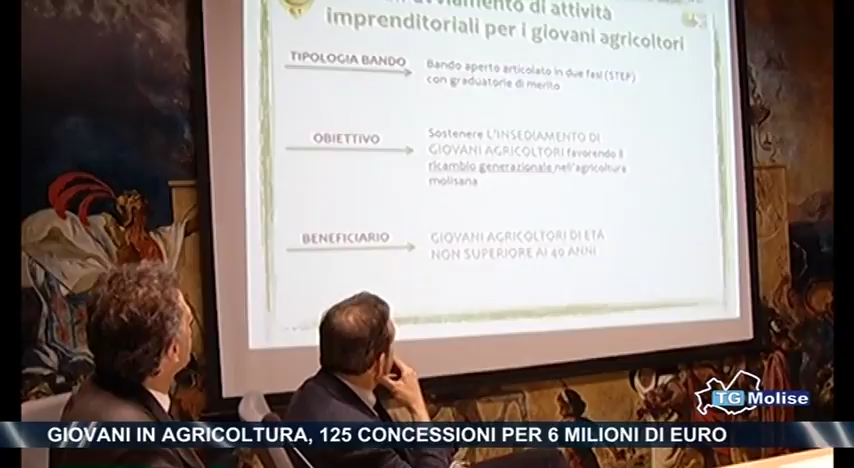 avviamento di attività
imprenditoriali per i giovani agricoltori
TIPOLOGIA BANDO
Bando aperto articolato in due fasi (STEP)
con graduatorie di merito
OBIETTIVO
Sostenere L'INSEDIAMENTO DI
GIOVANI AGRICOLTORI favorendo il
ricambio generazionale nell'agricoltura
molisana
BENEFICIARIO
GIOVANI AGRICOLTORI DI ETÀ
NON SUPERIORE AI 40 ANNI
TG Molise
GIOVANI IN AGRICOLTURA, 125 CONCESSIONI PER 6 MILIONI DI EURO